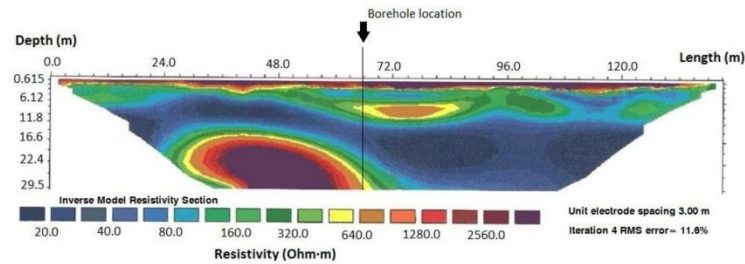 Borehole location
Depth (m)
Length (m)
0.0 24.0 48.0 72.0 96.0 120.0
0.615
6.12
11.8
16.6
22.4
29.5
Inverse Model Resistivity Section
Unit electrode spacing 3.00 m
20.0 40.0 80.0 160.0 320.0 640.0 1280.0 2560.0
Iteration 4 RMS error= 11.6%
Resistivity (Ohm·m)